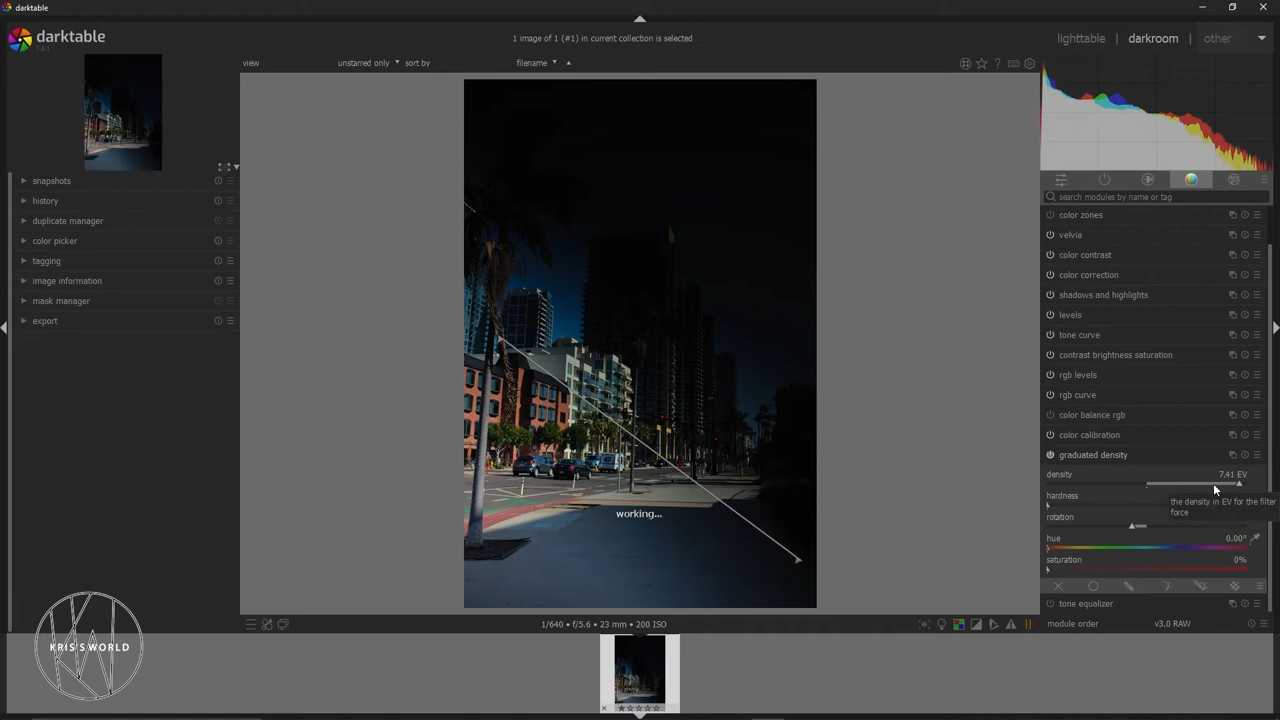 darktable
darktable
3.6.1
1 image of 1 (#1) in current collection is selected
lighttable | darkroom | other
view
unstarred only
sort by
filename
snapshots
history
duplicate manager
color picker
tagging
image information
mask manager
export
working...
search modules by name or tag
color zones
velvia
color contrast
color correction
shadows and highlights
levels
tone curve
contrast brightness saturation
rgb levels
rgb curve
color balance rgb
color calibration
graduated density
density 7.41 EV
hardness
the density in EV for the filter
force
rotation
hue 0.00°
saturation 0%
tone equalizer
module order v3.0 RAW
1/640 • f/5.6 • 23 mm • 200 ISO
KRIS'S WORLD